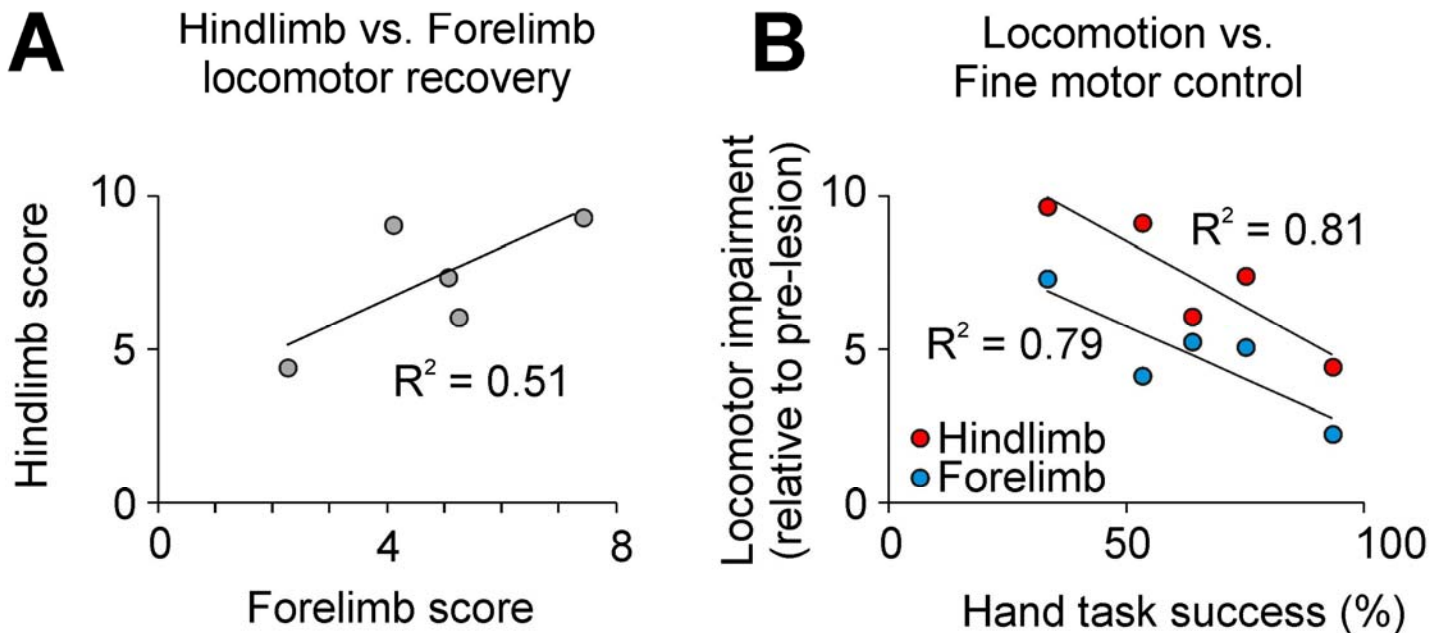 A
Hindlimb vs. Forelimb
locomotor recovery
Hindlimb score
10
5
0
R² = 0.51
0
4
8
Forelimb score
B
Locomotion vs.
Fine motor control
Locomotor impairment
(relative to pre-lesion)
10
5
0
R² = 0.81
R² = 0.79
Hindlimb
Forelimb
0
50
100
Hand task success (%)